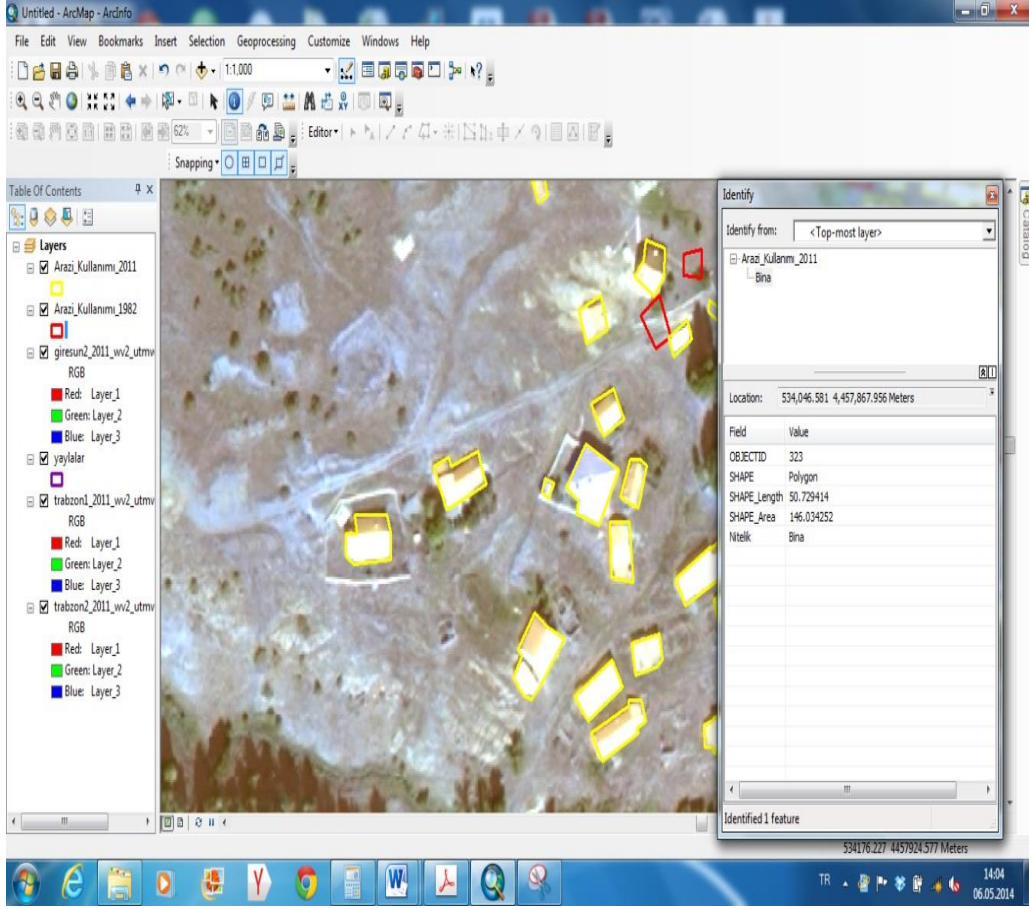 Untitled - ArcMap - ArcInfo
File Edit View Bookmarks Insert Selection Geoprocessing Customize Windows Help
1:1,000
62%
Editor
Snapping
Table Of Contents
Layers
Arazi_Kullanımı_2011
Arazi_Kullanımı_1982
giresun2_2011_wv2_utmw
RGB
Red: Layer_1
Green: Layer_2
Blue: Layer_3
yaylalar
trabzon1_2011_wv2_utmv
RGB
Red: Layer_1
Green: Layer_2
Blue: Layer_3
trabzon2_2011_wv2_utmv
RGB
Red: Layer_1
Green: Layer_2
Blue: Layer_3
Identify
Identify from: <Top-most layer>
Arazi_Kullanımı_2011
Bina
Location: 534,046.581 4,457,867.956 Meters
Field Value
OBJECTID 323
SHAPE Polygon
SHAPE_Length 50.729414
SHAPE_Area 146.034252
Nitelik Bina
Identified 1 feature
Catalog
534176.227 4457924.577 Meters
TR
14:04
06.05.2014